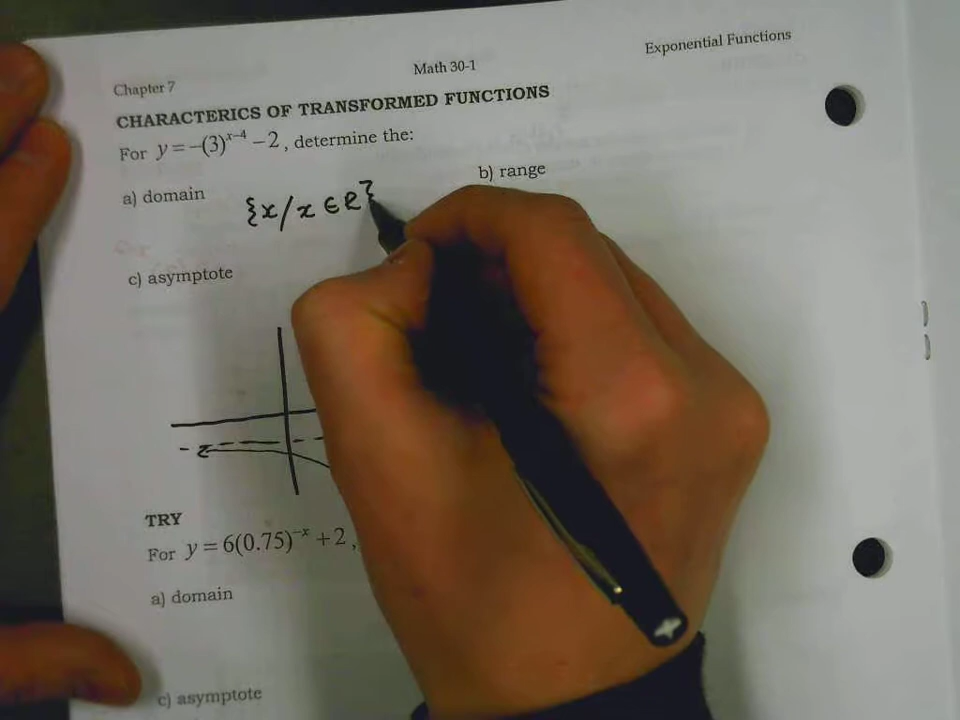 Chapter 7
Math 30-1
Exponential Functions
CHARACTERICS OF TRANSFORMED FUNCTIONS
For y = –(3)^{x–4} – 2, determine the:
a) domain
{x/x ∈ R}
b) range
c) asymptote
TRY
For y = 6(0.75)^{–x} + 2,
a) domain
c) asymptote